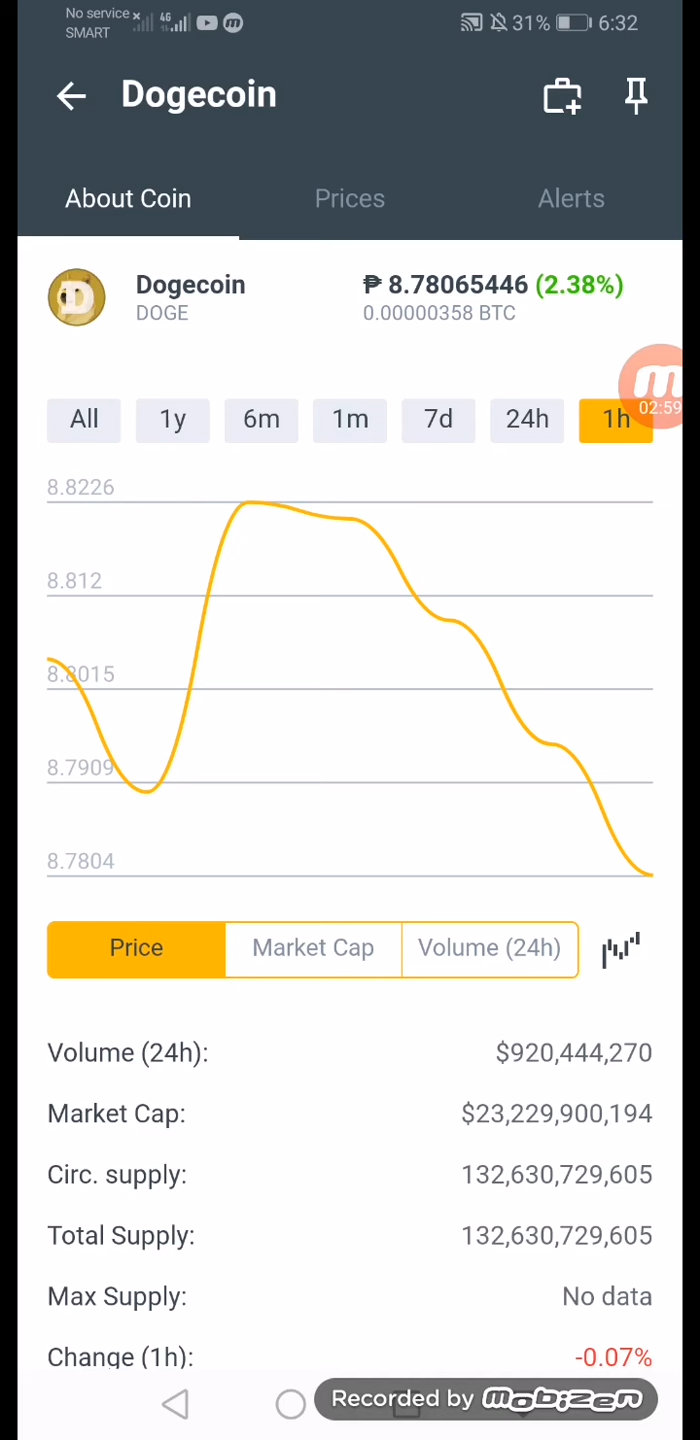 No service
SMART
4G
31%
6:32
Dogecoin
About Coin
Prices
Alerts
Dogecoin
DOGE
₱ 8.78065446 (2.38%)
0.00000358 BTC
02:59
All
1y
6m
1m
7d
24h
1h
8.8226
8.812
8.8015
8.7909
8.7804
Price
Market Cap
Volume (24h)
Volume (24h): $920,444,270
Market Cap: $23,229,900,194
Circ. supply: 132,630,729,605
Total Supply: 132,630,729,605
Max Supply: No data
Change (1h): -0.07%
Recorded by mobizen